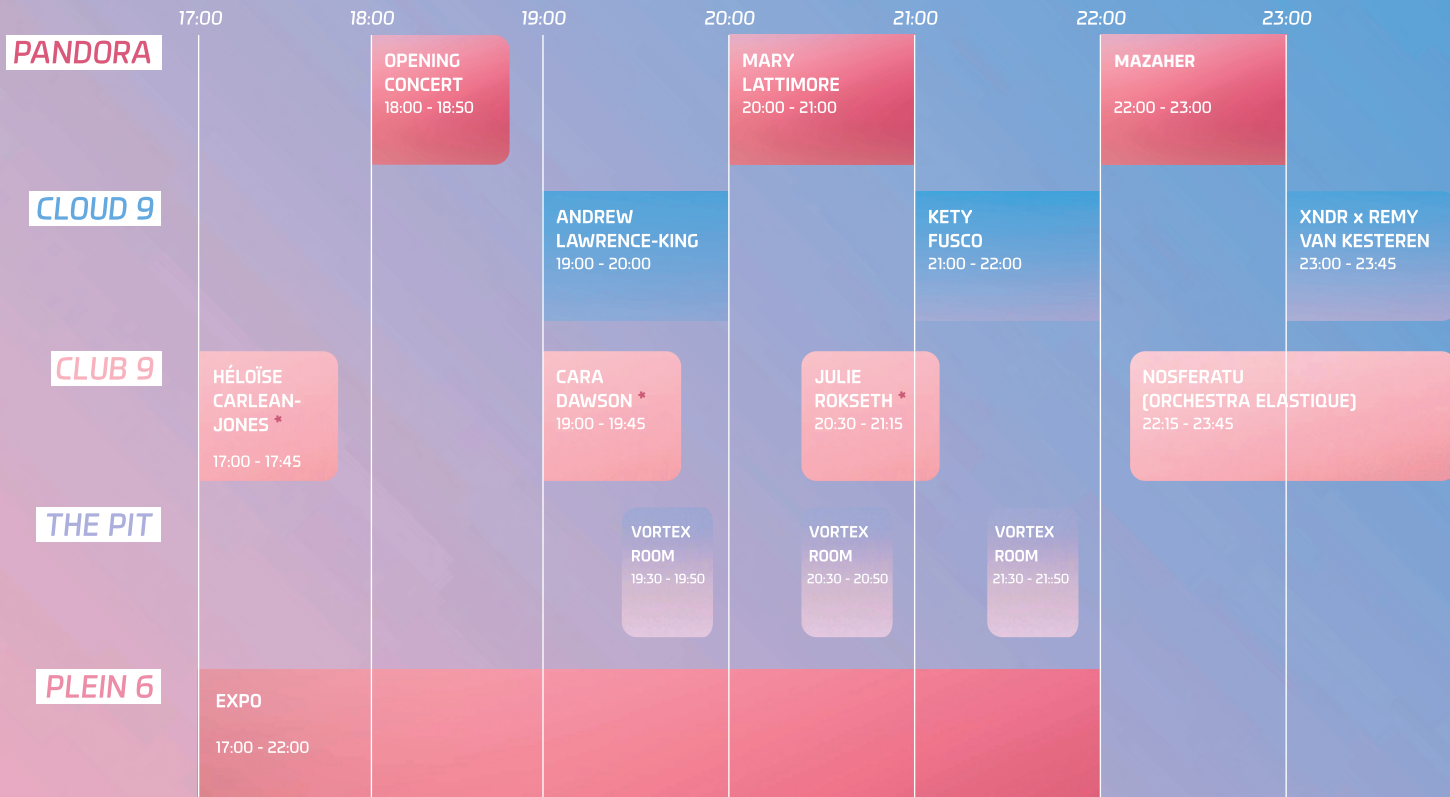 17:00 18:00 19:00 20:00 21:00 22:00 23:00
PANDORA
OPENING
CONCERT
18:00 - 18:50
MARY
LATTIMORE
20:00 - 21:00
MAZAHER
22:00 - 23:00
CLOUD 9
ANDREW
LAWRENCE-KING
19:00 - 20:00
KETY
FUSCO
21:00 - 22:00
XNDR x REMY
VAN KESTEREN
23:00 - 23:45
CLUB 9
HÉLOÏSE
CARLEAN-
JONES *
17:00 - 17:45
CARA
DAWSON *
19:00 - 19:45
JULIE
ROKSETH *
20:30 - 21:15
NOSFERATU
(ORCHESTRA ELASTIQUE)
22:15 - 23:45
THE PIT
VORTEX
ROOM
19:30 - 19:50
VORTEX
ROOM
20:30 - 20:50
VORTEX
ROOM
21:30 - 21::50
PLEIN 6
EXPO
17:00 - 22:00